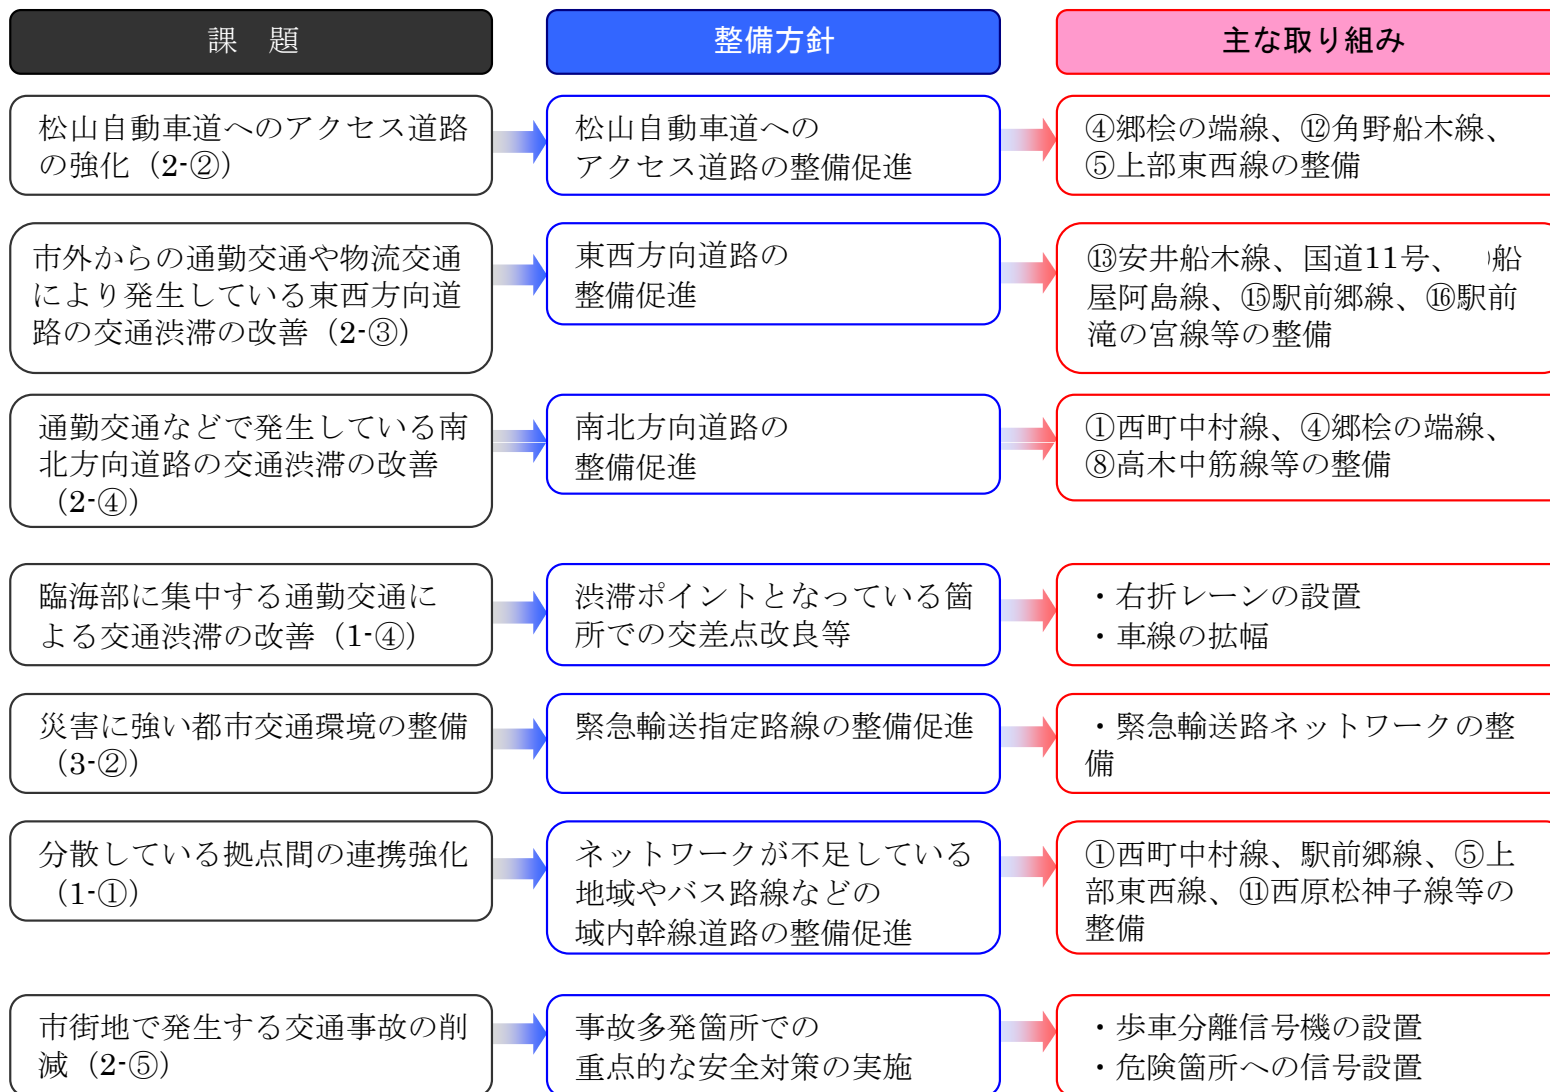 課　題
整備方針
主な取り組み
松山自動車道へのアクセス道路
の強化（2-②）
松山自動車道への
アクセス道路の整備促進
④郷桧の端線、⑫角野船木線、
⑤上部東西線の整備
市外からの通勤交通や物流交通
により発生している東西方向道
路の交通渋滞の改善（2-③）
東西方向道路の
整備促進
⑬安井船木線、国道11号、　船
屋阿島線、⑮駅前郷線、⑯駅前
滝の宮線等の整備
通勤交通などで発生している南
北方向道路の交通渋滞の改善
（2-④）
南北方向道路の
整備促進
①西町中村線、④郷桧の端線、
⑧高木中筋線等の整備
臨海部に集中する通勤交通に
よる交通渋滞の改善（1-④）
渋滞ポイントとなっている箇
所での交差点改良等
・右折レーンの設置
・車線の拡幅
災害に強い都市交通環境の整備
（3-②）
緊急輸送指定路線の整備促進
・緊急輸送路ネットワークの整
備
分散している拠点間の連携強化
（1-①）
ネットワークが不足している
地域やバス路線などの
域内幹線道路の整備促進
①西町中村線、駅前郷線、⑤上
部東西線、⑪西原松神子線等の
整備
市街地で発生する交通事故の削
減（2-⑤）
事故多発箇所での
重点的な安全対策の実施
・歩車分離信号機の設置
・危険箇所への信号設置